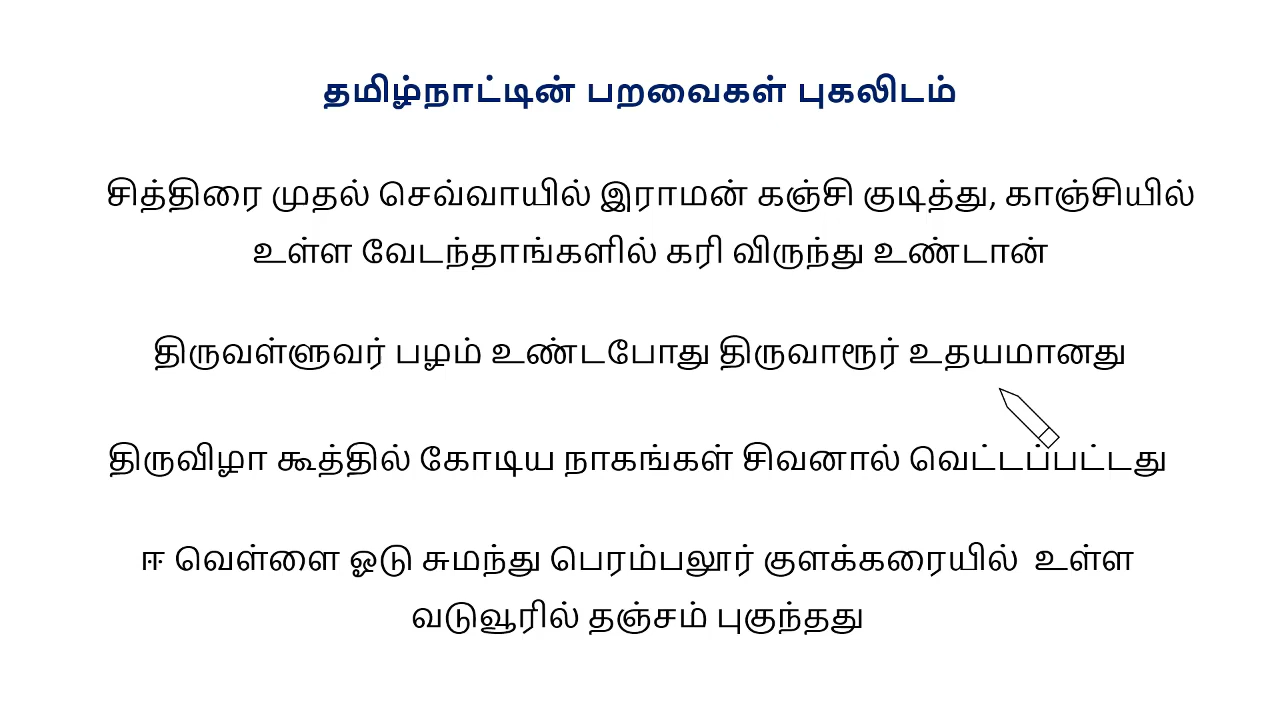 தமிழ்நாட்டின் பறவைகள் புகலிடம்
சித்திரை முதல் செவ்வாயில் இராமன் கஞ்சி குடித்து, காஞ்சியில்
உள்ள வேடந்தாங்களில் கரி விருந்து உண்டான்
திருவள்ளுவர் பழம் உண்டபோது திருவாரூர் உதயமானது
திருவிழா கூத்தில் கோடிய நாகங்கள் சிவனால் வெட்டப்பட்டது
ஈ வெள்ளை ஓடு சுமந்து பெரம்பலூர் குளக்கரையில் உள்ள
வடுவூரில் தஞ்சம் புகுந்தது